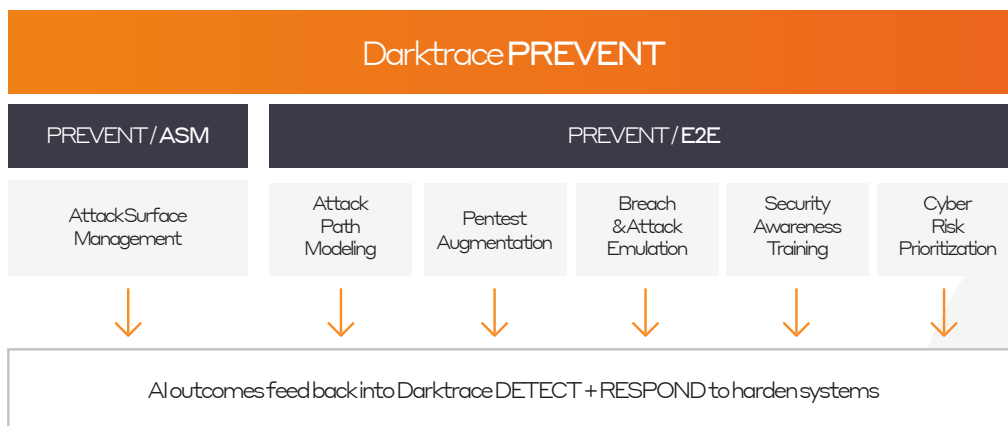 Darktrace PREVENT
PREVENT / ASM
PREVENT / E2E
Attack Surface
Management
Attack
Path
Modeling
Pentest
Augmentation
Breach
& Attack
Emulation
Security
Awareness
Training
Cyber
Risk
Prioritization
AI outcomes feed back into Darktrace DETECT + RESPOND to harden systems